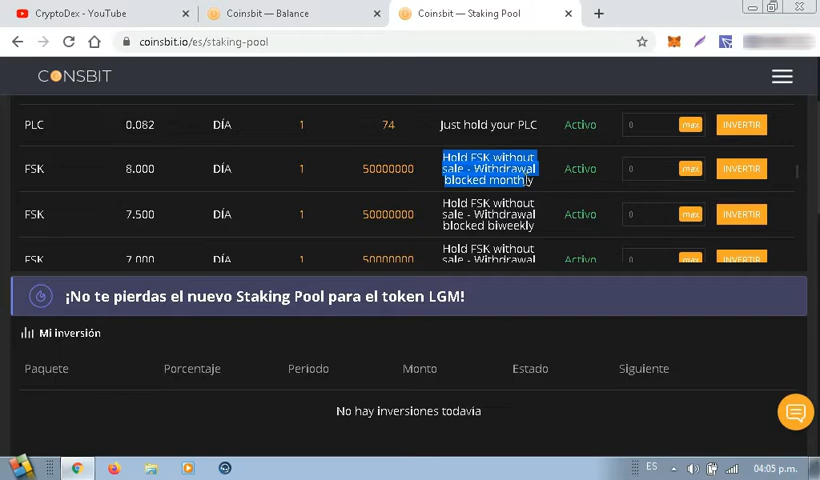 CryptoDex - YouTube
Coinsbit — Balance
Coinsbit — Staking Pool
coinsbit.io/es/staking-pool
C NSBIT
PLC 0.082 DÍA 1 74 Just hold your PLC Activo 0 max INVERTIR
FSK 8.000 DÍA 1 50000000 Hold FSK without
sale - Withdrawal
blocked monthly Activo 0 max INVERTIR
FSK 7.500 DÍA 1 50000000 Hold FSK without
sale - Withdrawal
blocked biweekly Activo 0 max INVERTIR
FSK 7.000 DÍA 1 50000000 Hold FSK without
sale - Withdrawal Activo 0 max INVERTIR
¡No te pierdas el nuevo Staking Pool para el token LGM!
Mi inversión
Paquete Porcentaje Periodo Monto Estado Siguiente
No hay inversiones todavia
ES 04:05 p.m.